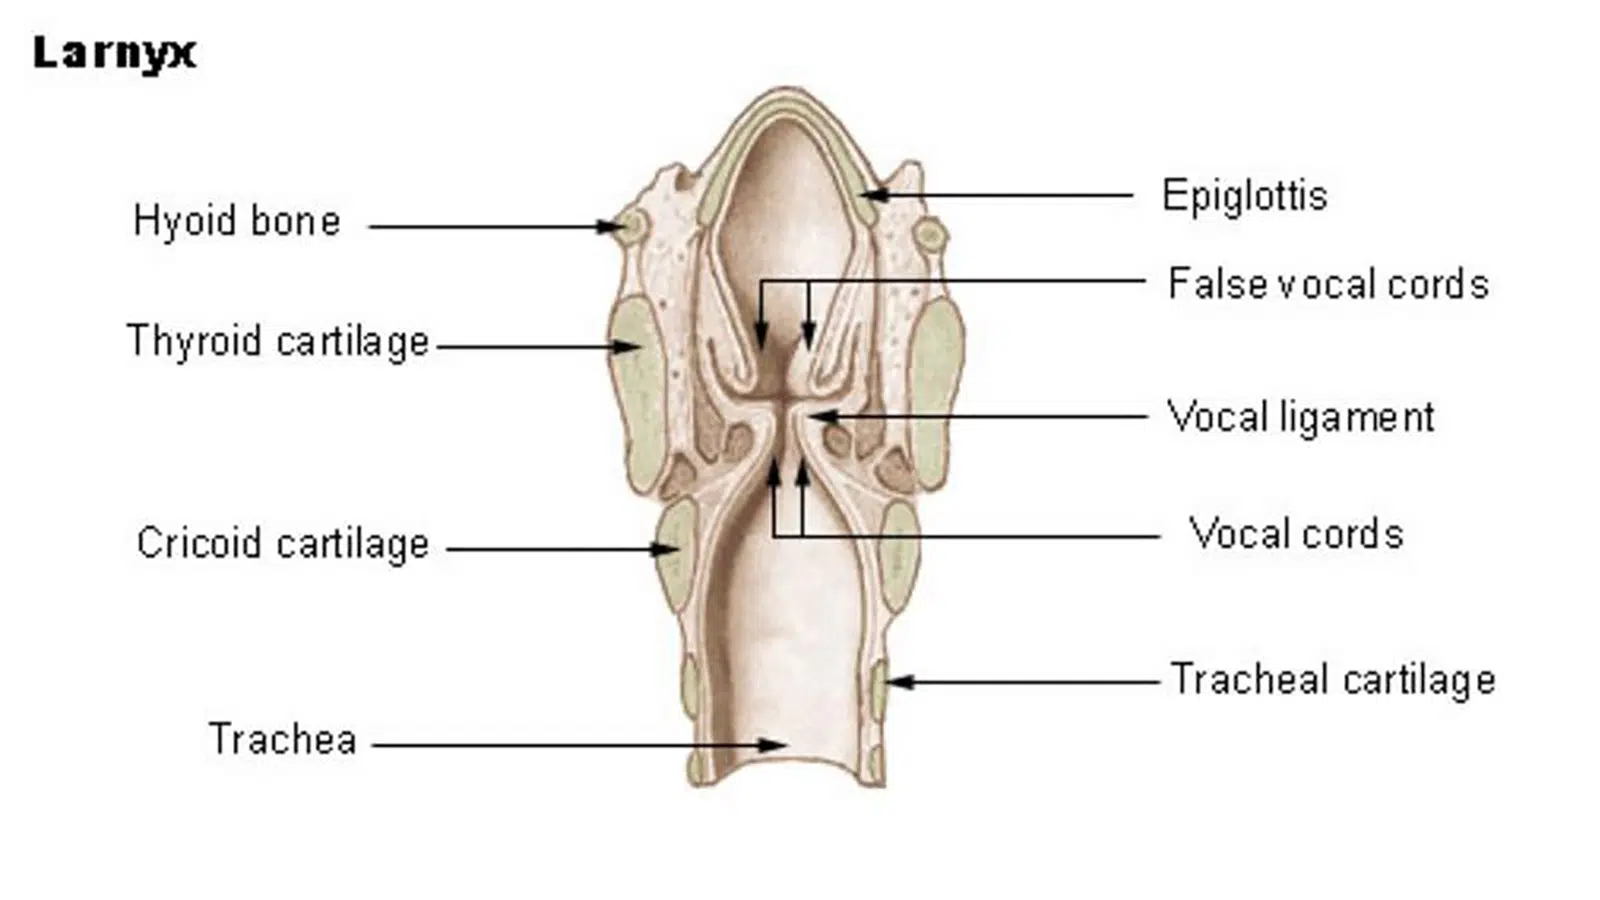 Larnyx
Hyoid bone
Thyroid cartilage
Cricoid cartilage
Trachea
Epiglottis
False vocal cords
Vocal ligament
Vocal cords
Tracheal cartilage